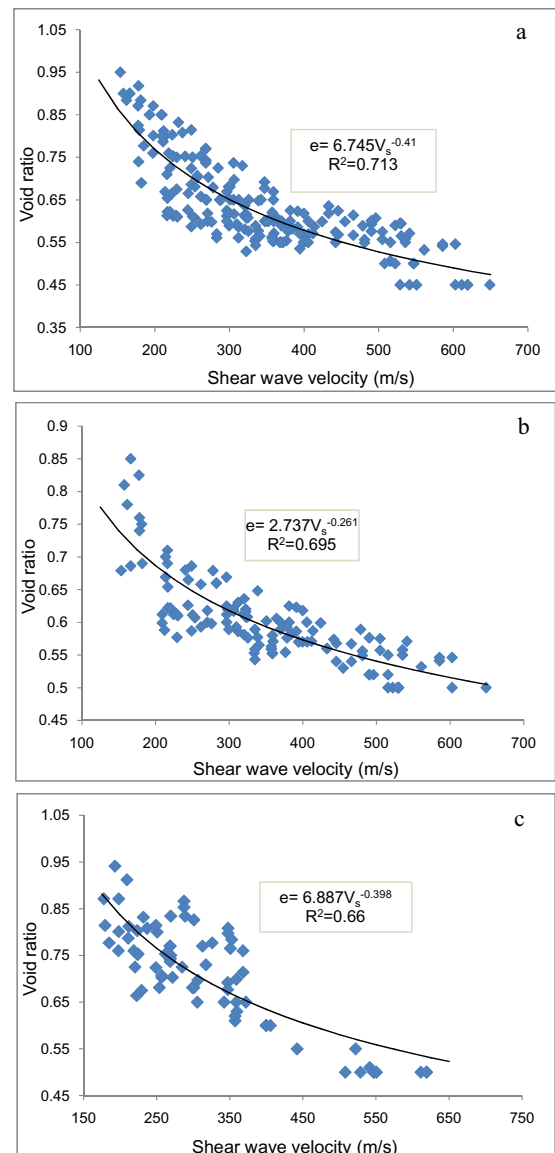 a
1.05
0.95
0.85
0.75
0.65
0.55
0.45
0.35
Void ratio
e= 6.745Vs^-0.41
R²=0.713
100 200 300 400 500 600 700
Shear wave velocity (m/s)
b
0.9
0.85
0.8
0.75
0.7
0.65
0.6
0.55
0.5
0.45
Void ratio
e= 2.737Vs^-0.261
R²=0.695
100 200 300 400 500 600 700
Shear wave velocity (m/s)
c
1.05
0.95
0.85
0.75
0.65
0.55
0.45
Void ratio
e= 6.887Vs^-0.398
R²=0.66
150 250 350 450 550 650 750
Shear wave velocity (m/s)